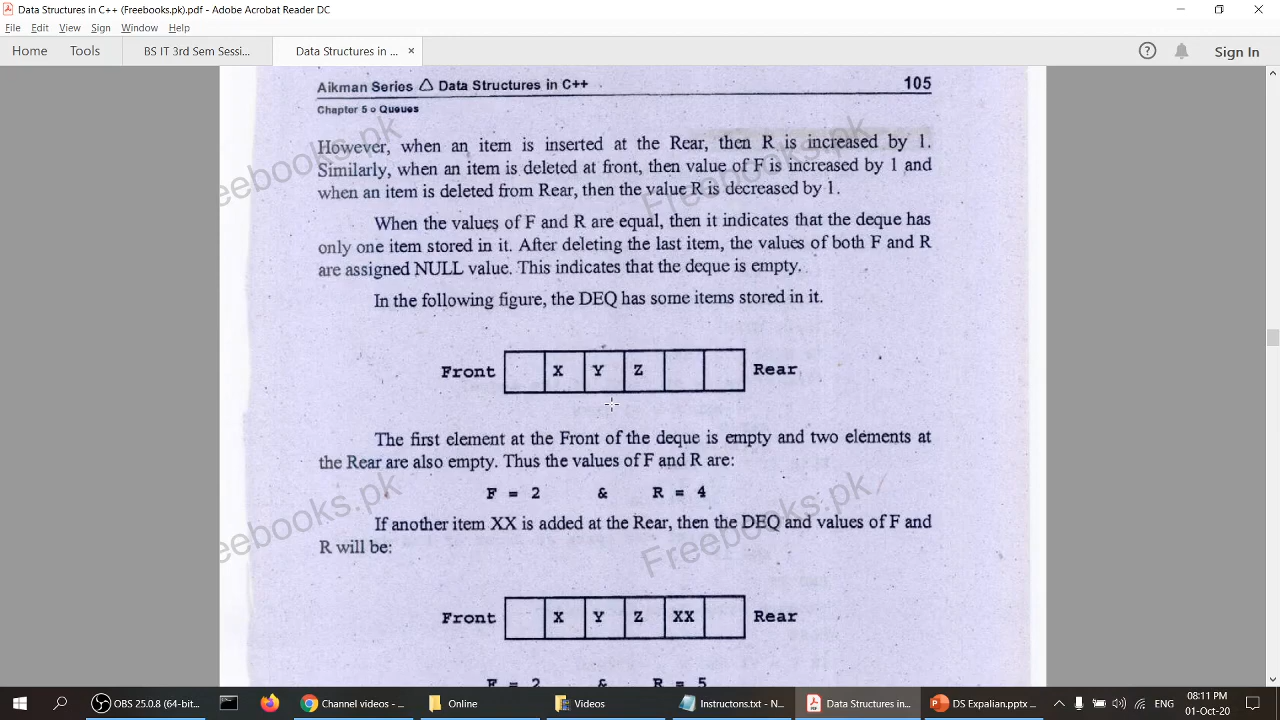 Data Structures in C++ (Freebooks.pk).pdf - Adobe Acrobat Reader DC
File Edit View Sign Window Help
Home Tools BS IT 3rd Sem Sessi... Data Structures in ... × Sign In
Aikman Series △ Data Structures in C++ 105
Chapter 5 o Queues
However, when an item is inserted at the Rear, then R is increased by 1.
Similarly, when an item is deleted at front, then value of F is increased by 1 and
when an item is deleted from Rear, then the value R is decreased by 1.
When the values of F and R are equal, then it indicates that the deque has
only one item stored in it. After deleting the last item, the values of both F and R
are assigned NULL value. This indicates that the deque is empty.
In the following figure, the DEQ has some items stored in it.
Front X Y Z Rear
The first element at the Front of the deque is empty and two elements at
the Rear are also empty. Thus the values of F and R are:
F = 2 & R = 4
If another item XX is added at the Rear, then the DEQ and values of F and
R will be:
Front X Y Z XX Rear
F = 2 & R = 5
reebooks.pk
Freebooks.pk
reebooks.pk
Freebooks.pk
OBS 25.0.8 (64-bit... Channel videos - ... Online Videos Instructons.txt - N... Data Structures in... DS Expalian.pptx - ... 08:11 PM
01-Oct-20